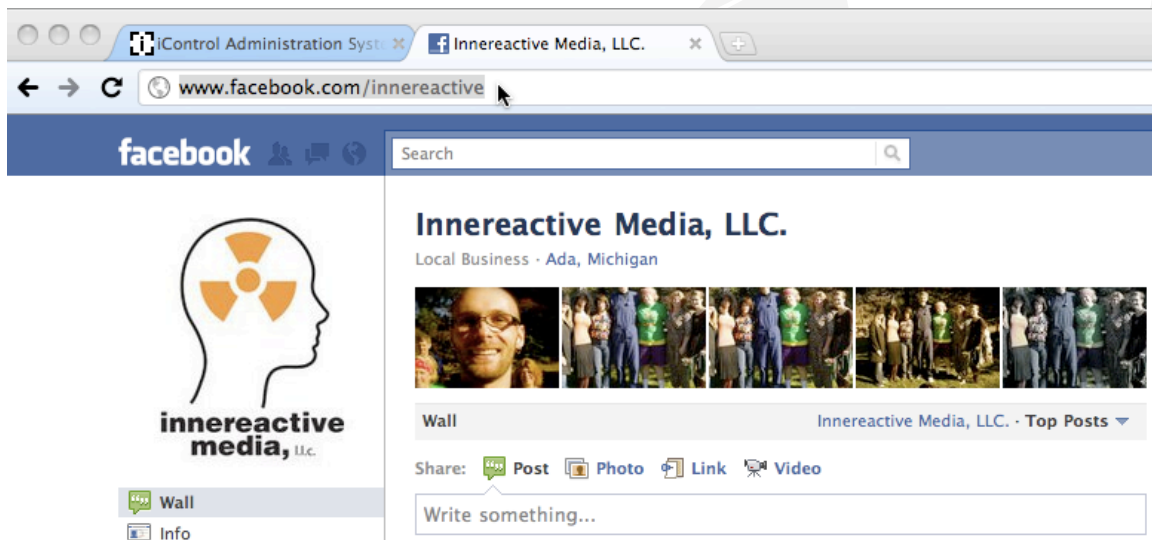 iControl Administration Syst
Innereactive Media, LLC.
www.facebook.com/innereactive
facebook
Search
innereactive
media, LLc.
Wall
Info
Innereactive Media, LLC.
Local Business · Ada, Michigan
Wall
Innereactive Media, LLC. · Top Posts
Share: Post Photo Link Video
Write something...